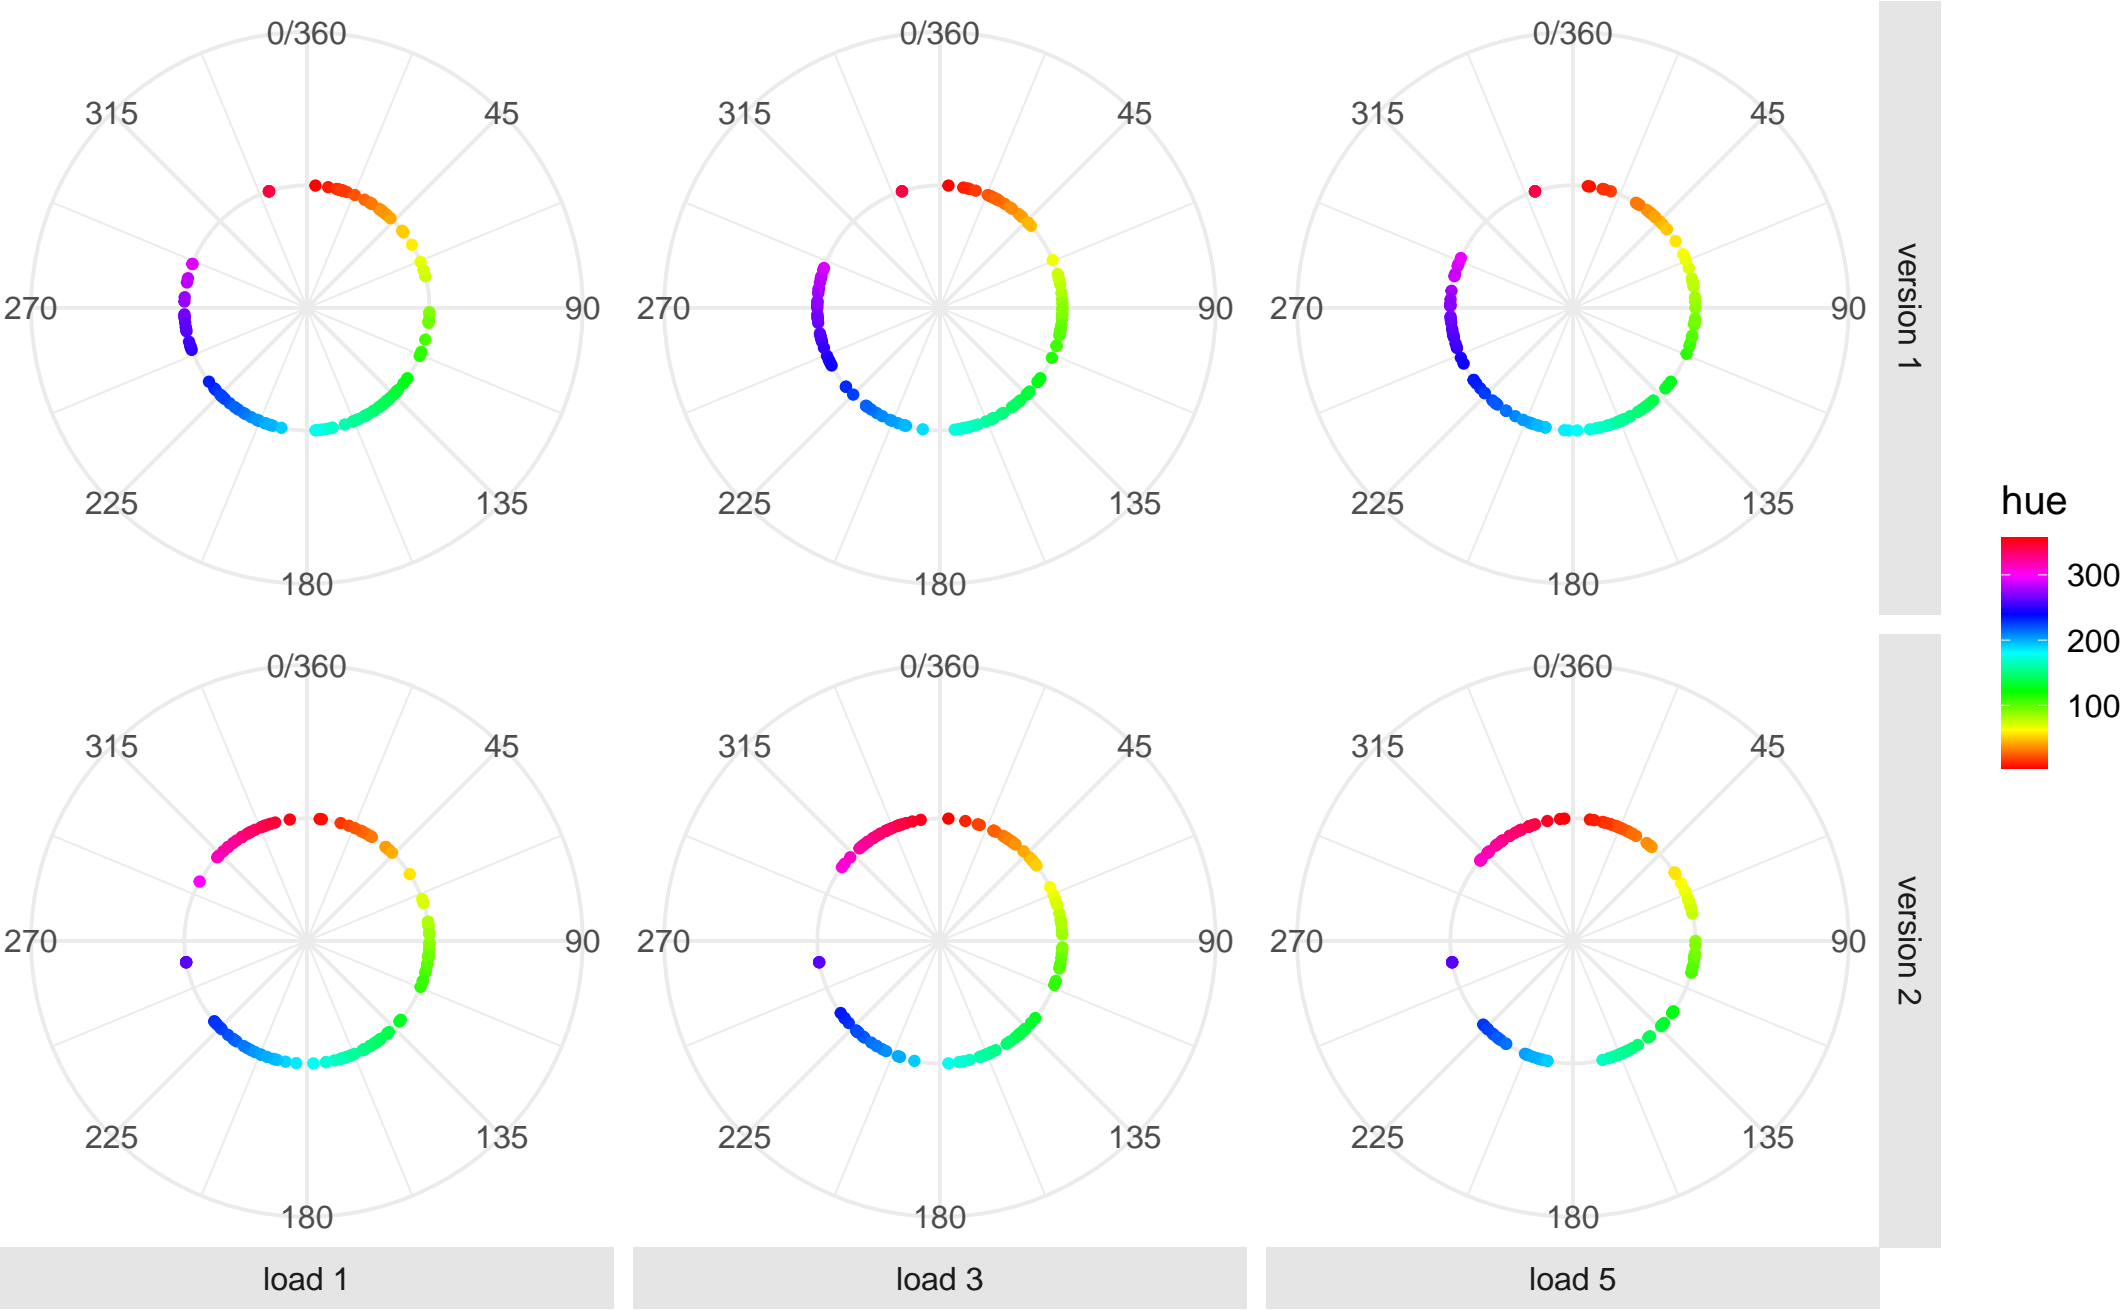 0/360 0/360 0/360
315 45 315 45 315 45
270 90 270 90 270 90
version 1
225 135 225 135 225 135
180 180 180
hue
300
200
100
0/360 0/360 0/360
315 45 315 45 315 45
270 90 270 90 270 90
version 2
225 135 225 135 225 135
180 180 180
load 1 load 3 load 5